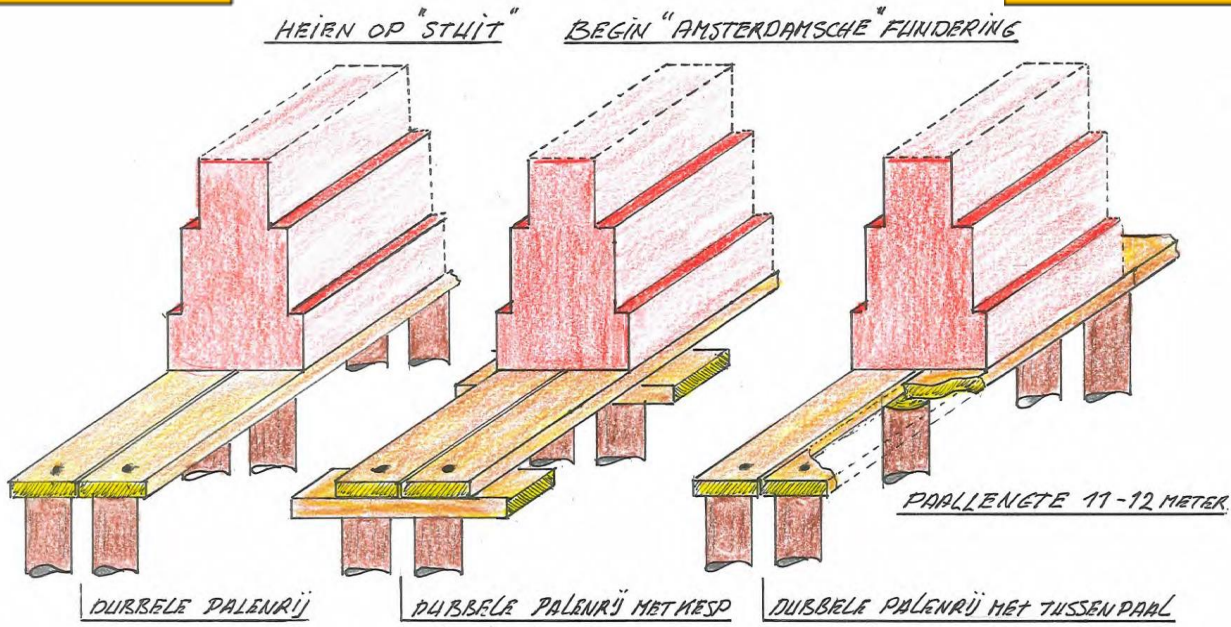 HEIEN OP "STUIT" BEGIN "AMSTERDAMSCHE" FUNDERING
PAALLENGTE 11-12 METER.
DUBBELE PALENRIJ DUBBELE PALENRIJ MET KESP DUBBELE PALENRIJ MET TUSSENPAAL